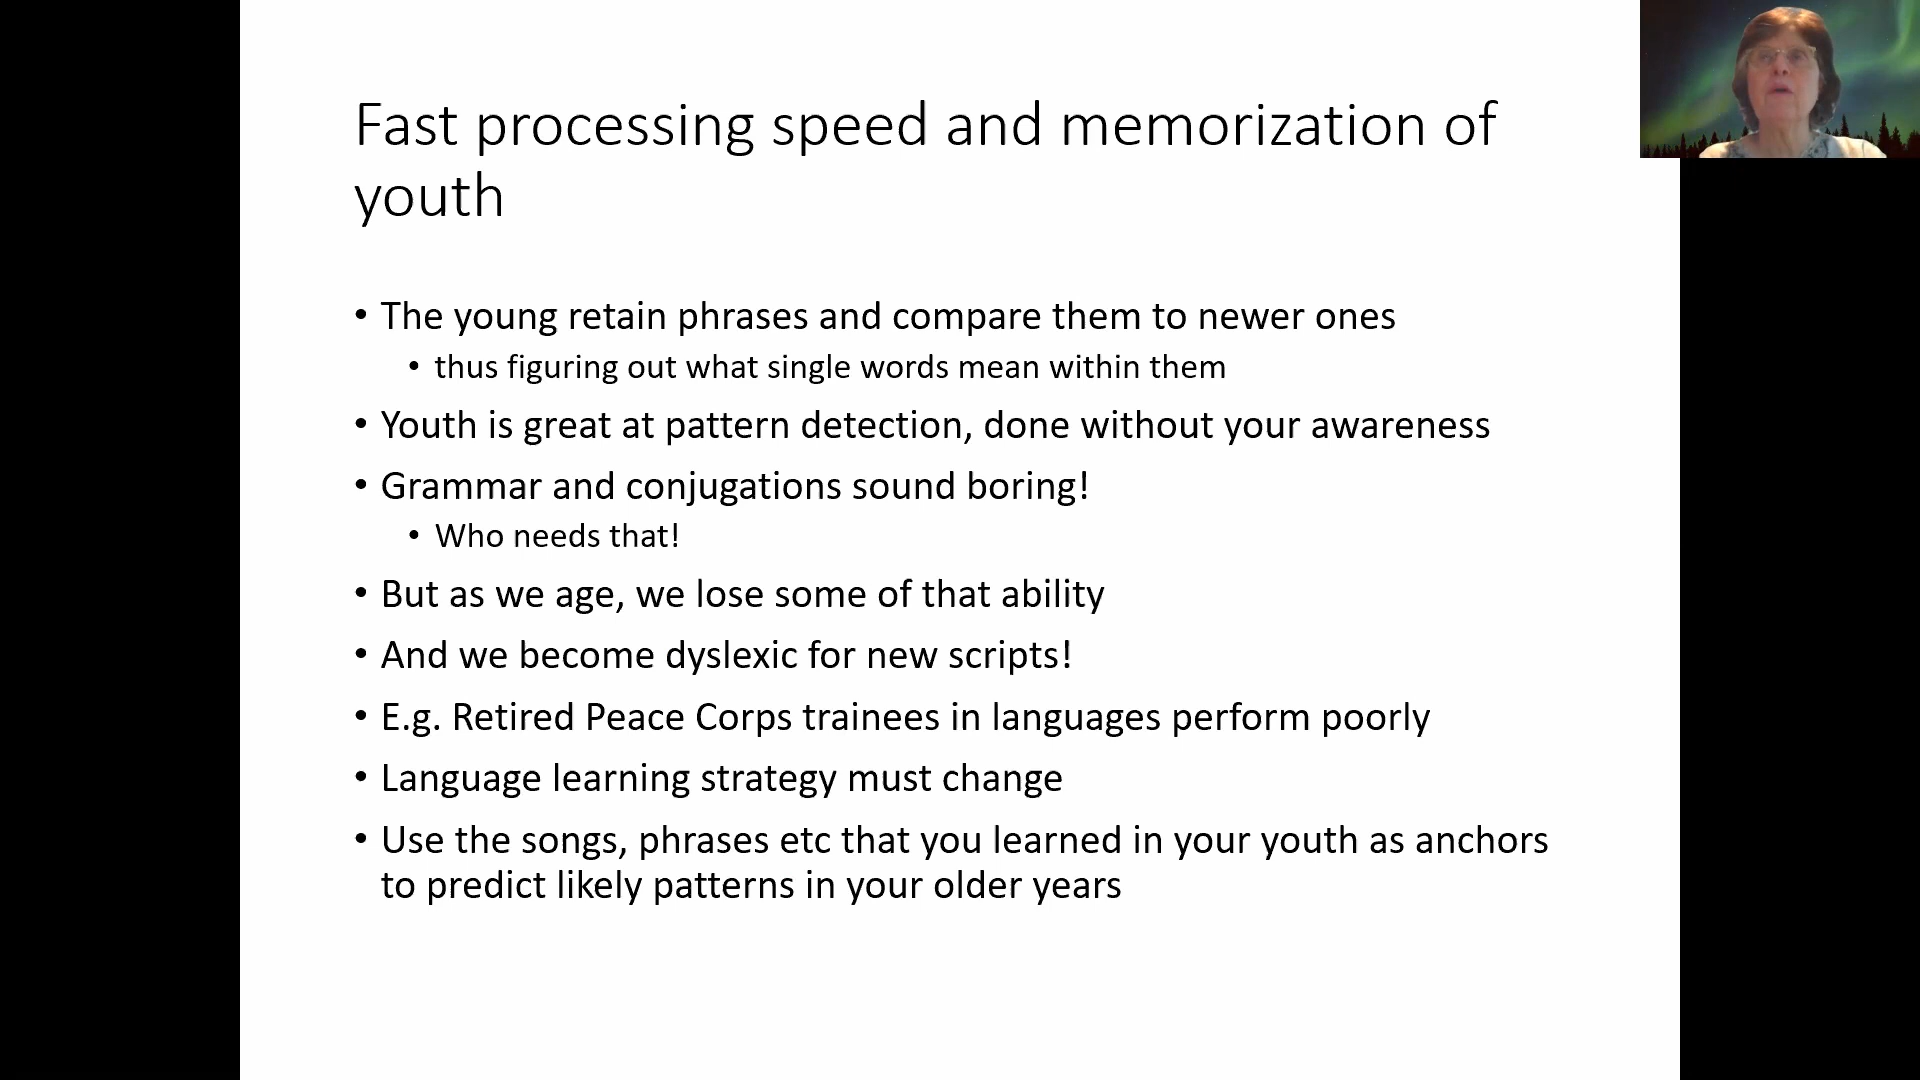 Fast processing speed and memorization of
youth
• The young retain phrases and compare them to newer ones
• thus figuring out what single words mean within them
• Youth is great at pattern detection, done without your awareness
• Grammar and conjugations sound boring!
• Who needs that!
• But as we age, we lose some of that ability
• And we become dyslexic for new scripts!
• E.g. Retired Peace Corps trainees in languages perform poorly
• Language learning strategy must change
• Use the songs, phrases etc that you learned in your youth as anchors
to predict likely patterns in your older years